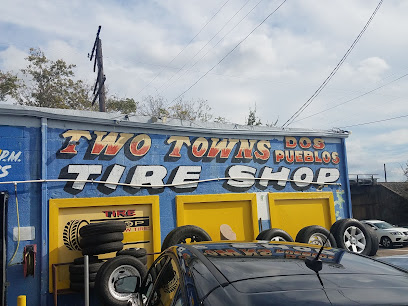 TWO TOWNS DOS PUEBLOS
TIRE SHOP
P.M.
TIRE